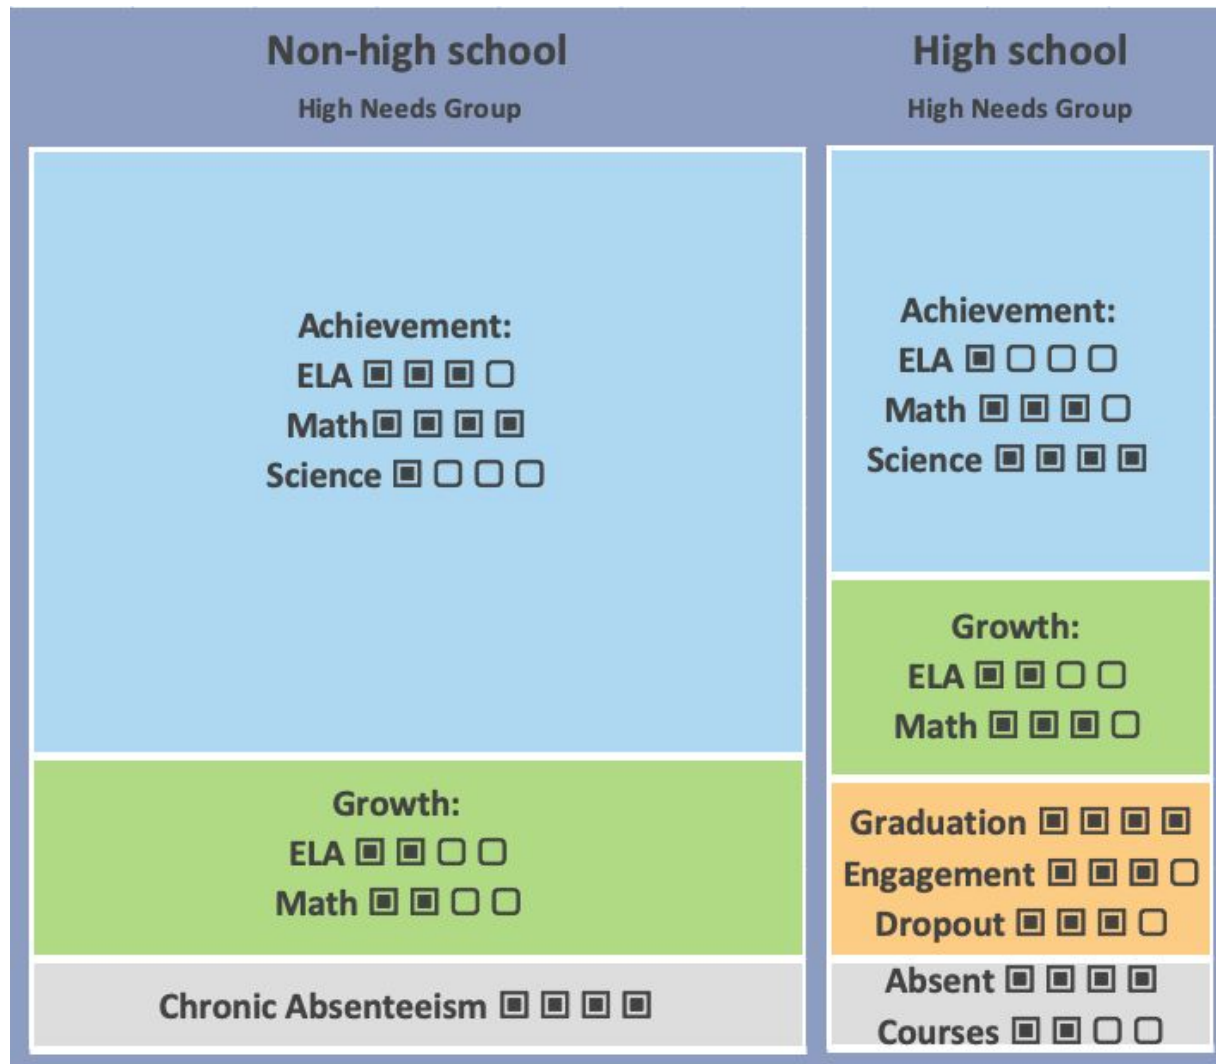 Non-high school
High Needs Group
Achievement:
ELA ▣ ▣ ▣ ▢
Math ▣ ▣ ▣ ▣
Science ▣ ▢ ▢ ▢
Growth:
ELA ▣ ▣ ▢ ▢
Math ▣ ▣ ▢ ▢
Chronic Absenteeism ▣ ▣ ▣ ▣
High school
High Needs Group
Achievement:
ELA ▣ ▢ ▢ ▢
Math ▣ ▣ ▣ ▢
Science ▣ ▣ ▣ ▣
Growth:
ELA ▣ ▣ ▢ ▢
Math ▣ ▣ ▣ ▢
Graduation ▣ ▣ ▣ ▣
Engagement ▣ ▣ ▣ ▢
Dropout ▣ ▣ ▣ ▢
Absent ▣ ▣ ▣ ▣
Courses ▣ ▣ ▢ ▢